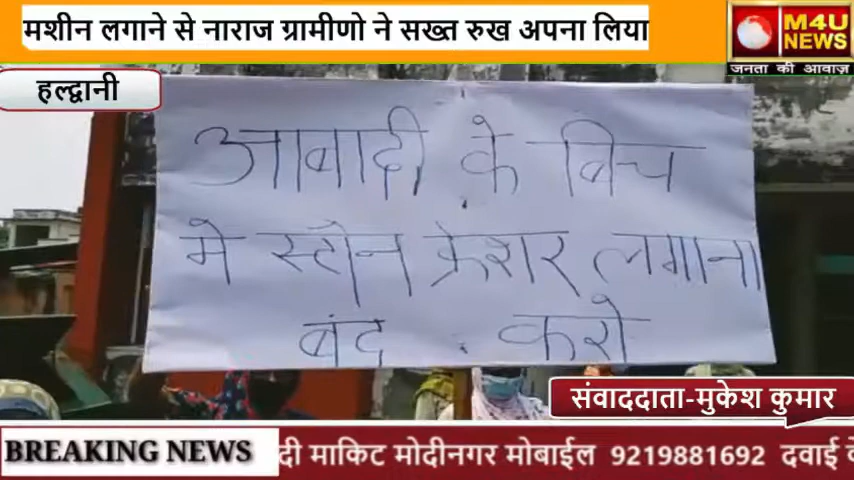 मशीन लगाने से नाराज ग्रामीणो ने सख्त रुख अपना लिया
M4U
NEWS
जनता की आवाज़
हल्द्वानी
आबादी के बिच
मे स्टोन क्रेशर लगाना
बंद करो
संवाददाता-मुकेश कुमार
BREAKING NEWS
दी माकिट मोदीनगर मोबाईल 9219881692 दवाई के